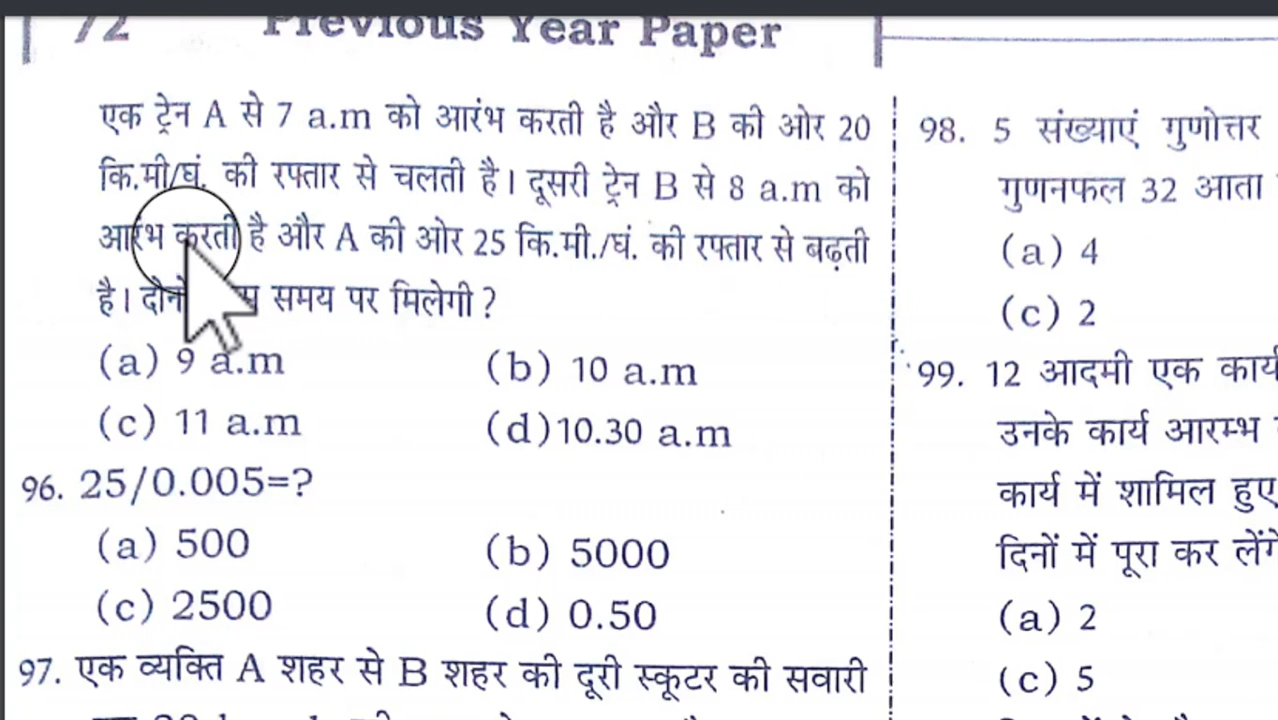 72 Previous Year Paper
एक ट्रेन A से 7 a.m को आरंभ करती है और B की ओर 20
कि.मी/घं. की रफ्तार से चलती है। दूसरी ट्रेन B से 8 a.m को
आरंभ करती है और A की ओर 25 कि.मी./घं. की रफ्तार से बढ़ती
है। समय पर मिलेगी?
(a) 9 a.m (b) 10 a.m
(c) 11 a.m (d)10.30 a.m
96. 25/0.005=?
(a) 500 (b) 5000
(c) 2500 (d) 0.50
97. एक व्यक्ति A शहर से B शहर की दूरी स्कूटर की सवारी
98. 5 संख्याएं गुणोत्तर
गुणनफल 32 आता
(a) 4
(c) 2
99. 12 आदमी एक कार्य
उनके कार्य आरम्भ
कार्य में शामिल हुए
दिनों में पूरा कर लेंगे
(a) 2
(c) 5